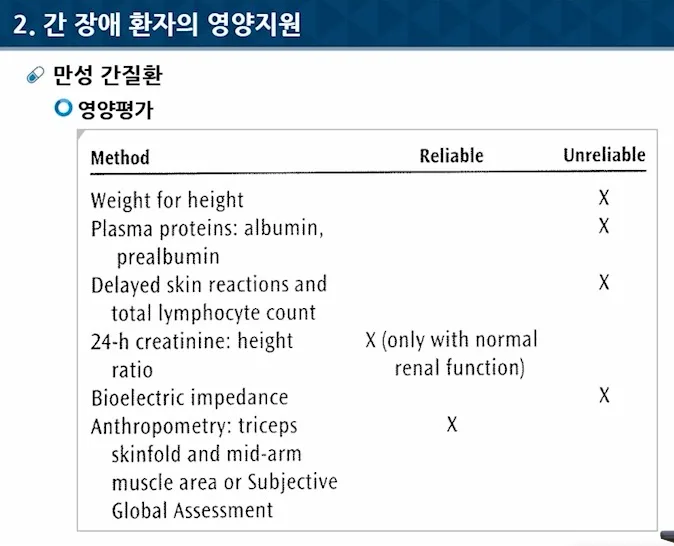 2. 간 장애 환자의 영양지원
만성 간질환
영양평가
Method Reliable Unreliable
Weight for height X
Plasma proteins: albumin, X
prealbumin
Delayed skin reactions and X
total lymphocyte count
24-h creatinine: height X (only with normal
ratio renal function)
Bioelectric impedance X
Anthropometry: triceps X
skinfold and mid-arm
muscle area or Subjective
Global Assessment